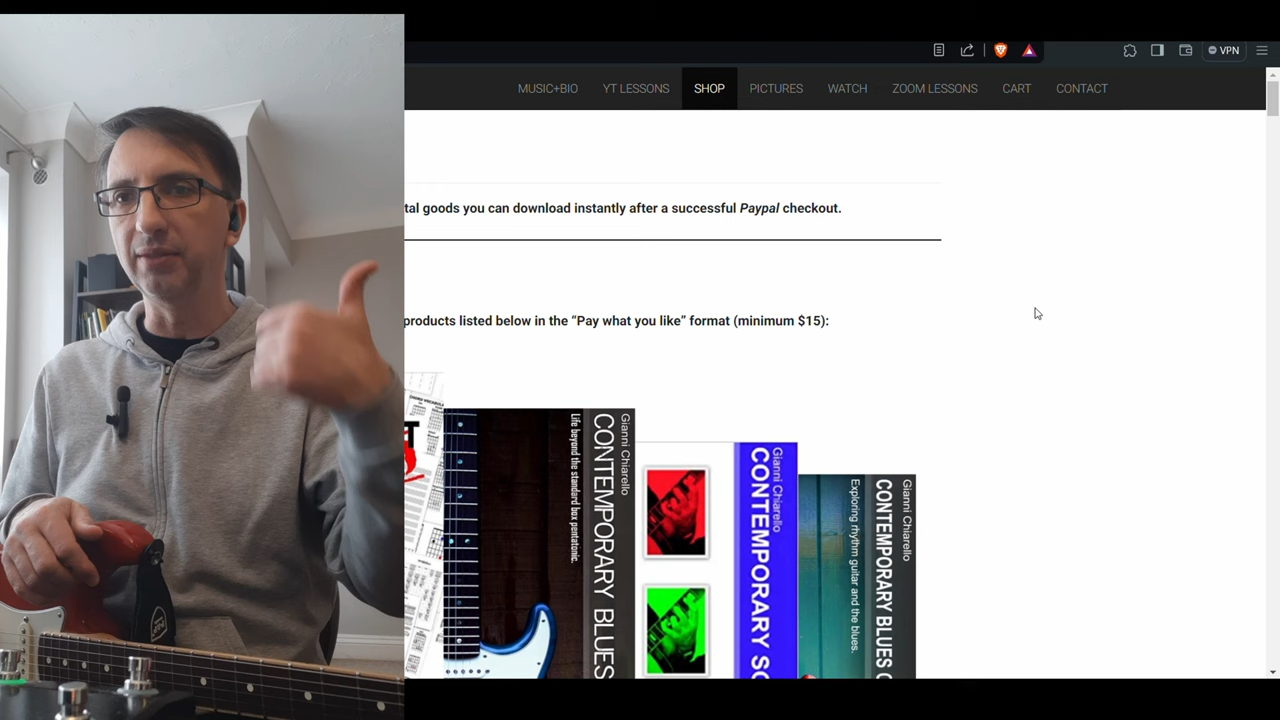 VPN
MUSIC+BIO YT LESSONS SHOP PICTURES WATCH ZOOM LESSONS CART CONTACT
tal goods you can download instantly after a successful Paypal checkout.
products listed below in the “Pay what you like” format (minimum $15):
Gianni Chiarello
CONTEMPORARY BLUES
Life beyond the standard box pentatonic.
Gianni Chiarello
CONTEMPORARY SO
Gianni Chiarello
CONTEMPORARY BLUES
Exploring rhythm guitar and the blues.